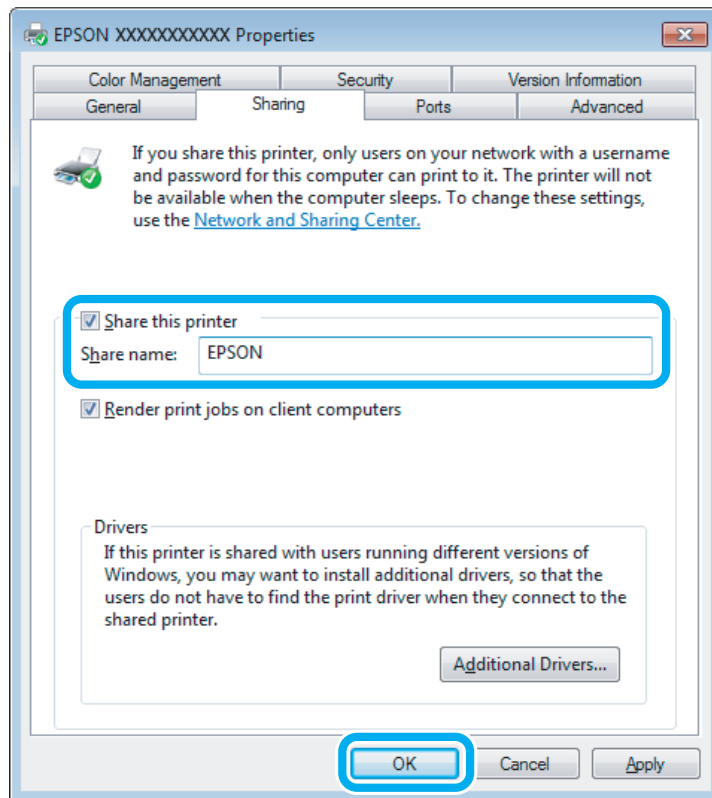 EPSON XXXXXXXXXXXX Properties
Color Management Security Version Information
General Sharing Ports Advanced
If you share this printer, only users on your network with a username
and password for this computer can print to it. The printer will not
be available when the computer sleeps. To change these settings,
use the Network and Sharing Center.
Share this printer
Share name: EPSON
Render print jobs on client computers
Drivers
If this printer is shared with users running different versions of
Windows, you may want to install additional drivers, so that the
users do not have to find the print driver when they connect to the
shared printer.
Additional Drivers...
OK Cancel Apply